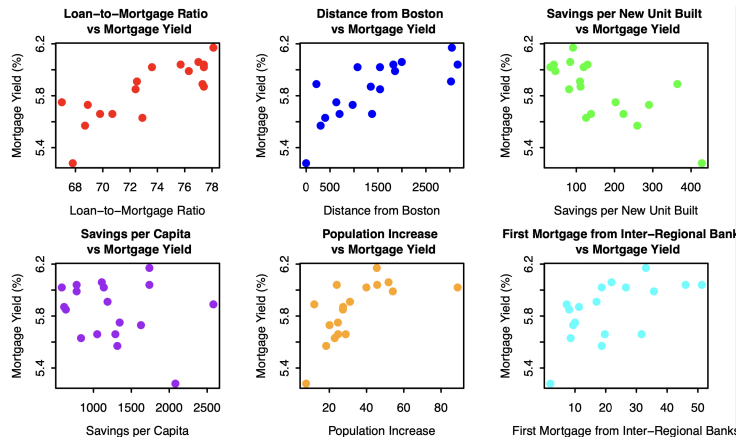 Loan−to−Mortgage Ratio
vs Mortgage Yield
Mortgage Yield (%)
5.4 5.8 6.2
68 70 72 74 76 78
Loan−to−Mortgage Ratio
Distance from Boston
vs Mortgage Yield
Mortgage Yield (%)
5.4 5.8 6.2
0 500 1500 2500
Distance from Boston
Savings per New Unit Built
vs Mortgage Yield
Mortgage Yield (%)
5.4 5.8 6.2
100 200 300 400
Savings per New Unit Built
Savings per Capita
vs Mortgage Yield
Mortgage Yield (%)
5.4 5.8 6.2
1000 1500 2000 2500
Savings per Capita
Population Increase
vs Mortgage Yield
Mortgage Yield (%)
5.4 5.8 6.2
20 40 60 80
Population Increase
First Mortgage from Inter−Regional Bank
vs Mortgage Yield
Mortgage Yield (%)
5.4 5.8 6.2
10 20 30 40 50
First Mortgage from Inter−Regional Banks